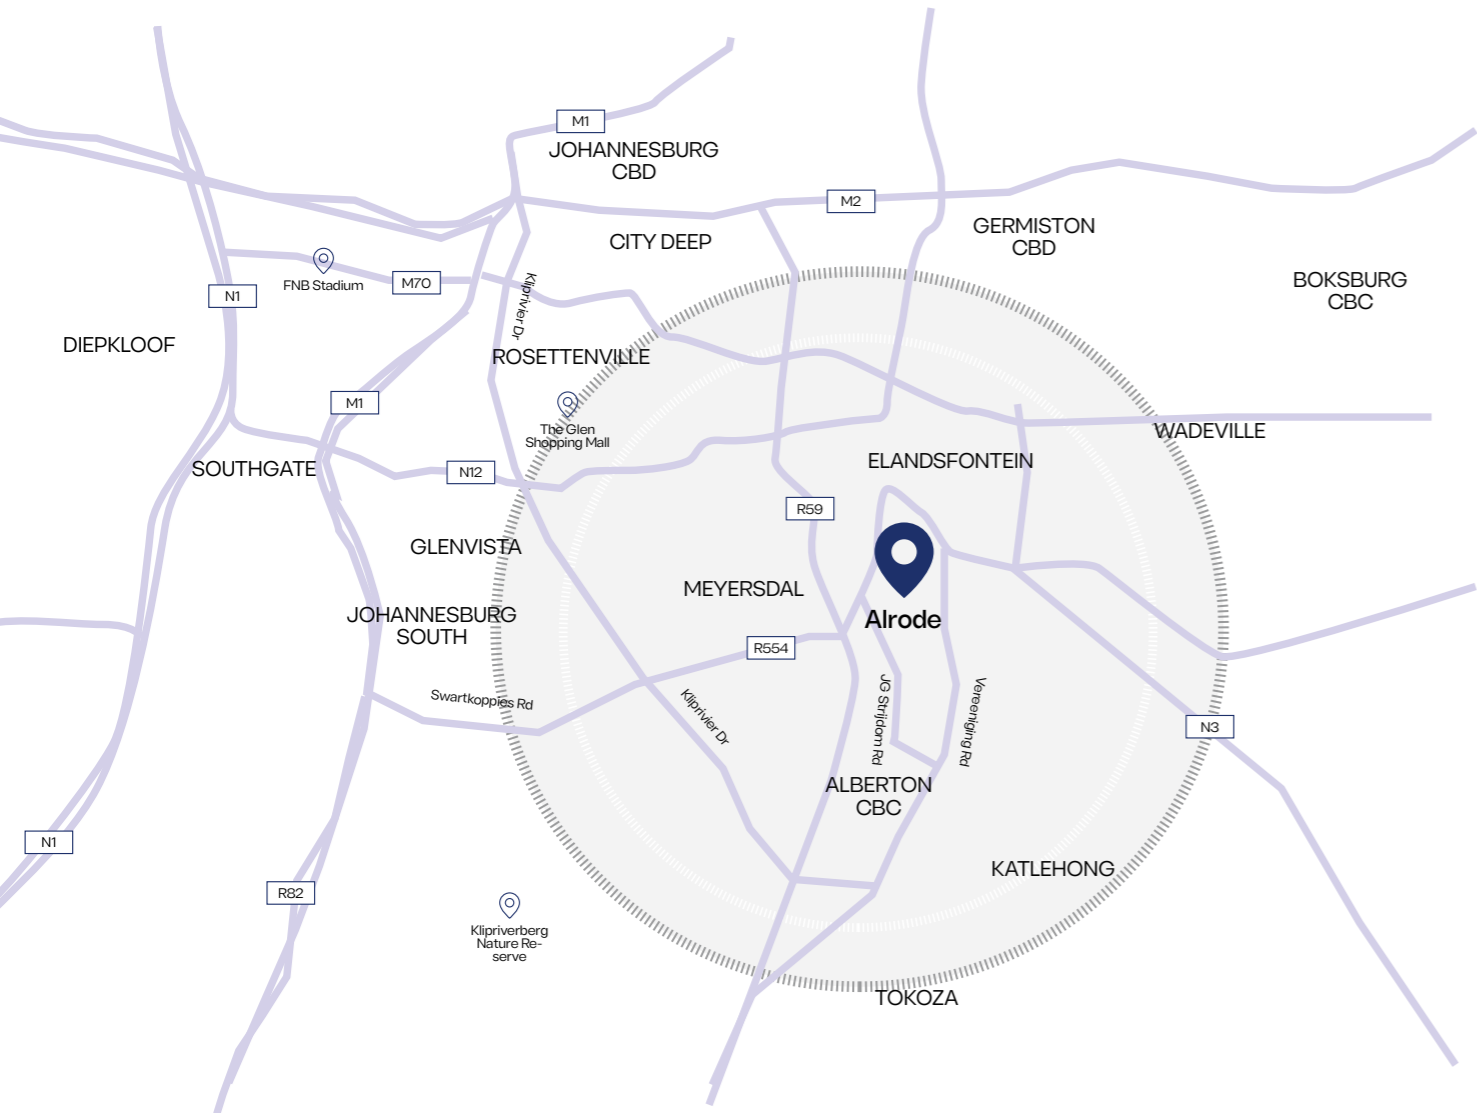 M1
JOHANNESBURG
CBD
M2
CITY DEEP
GERMISTON
CBD
FNB Stadium
M70
N1
Kliprivier Dr
BOKSBURG
CBC
DIEPKLOOF
ROSETTENVILLE
M1
The Glen
Shopping Mall
WADEVILLE
SOUTHGATE
N12
ELANDSFONTEIN
R59
GLENVISTA
MEYERSDAL
JOHANNESBURG
SOUTH
Alrode
R554
Swartkoppies Rd
Kliprivier Dr
JG Strijdom Rd
Vereeniging Rd
N3
ALBERTON
CBC
N1
KATLEHONG
R82
Klipriverberg
Nature Re-
serve
TOKOZA